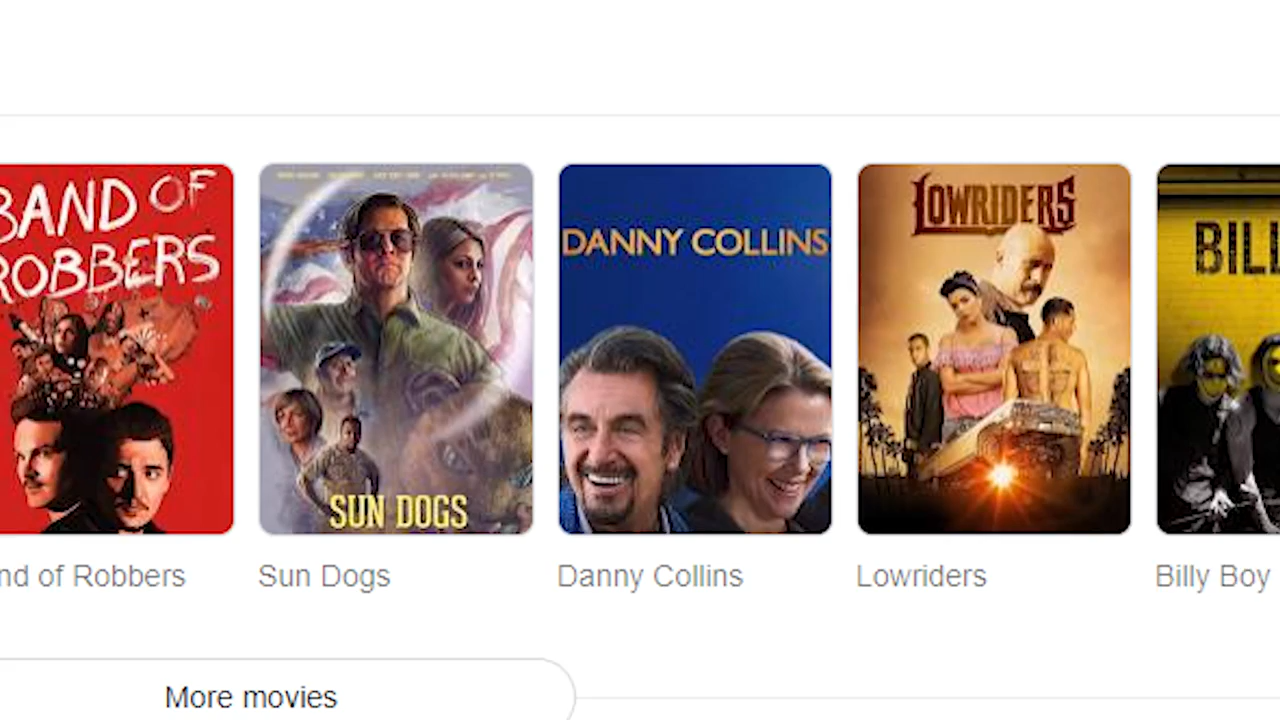 BAND OF
ROBBERS
SUN DOGS
DANNY COLLINS
LOWRIDERS
BILL
nd of Robbers
Sun Dogs
Danny Collins
Lowriders
Billy Boy
More movies